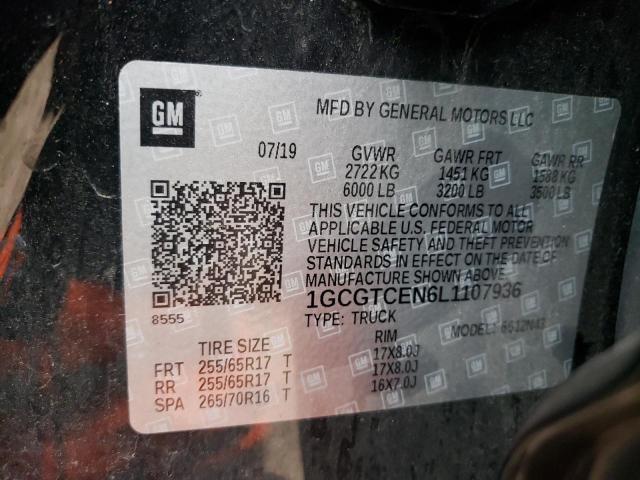 GM
MFD BY GENERAL MOTORS LLC
07/19 GVWR GAWR FRT GAWR RR
2722 KG 1451 KG 1588 KG
6000 LB 3200 LB 3500 LB
THIS VEHICLE CONFORMS TO ALL
APPLICABLE U.S. FEDERAL MOTOR
VEHICLE SAFETY AND THEFT PREVENTION
STANDARDS IN EFFECT ON THE DATE OF
MANUFACTURE SHOWN ABOVE.
1GCGTCEN6L1107936
8555
TYPE: TRUCK MODEL:
TIRE SIZE RIM
FRT 255/65R17 T 17X8.0J
RR 255/65R17 T 17X8.0J
SPA 265/70R16 T 16X7.0J